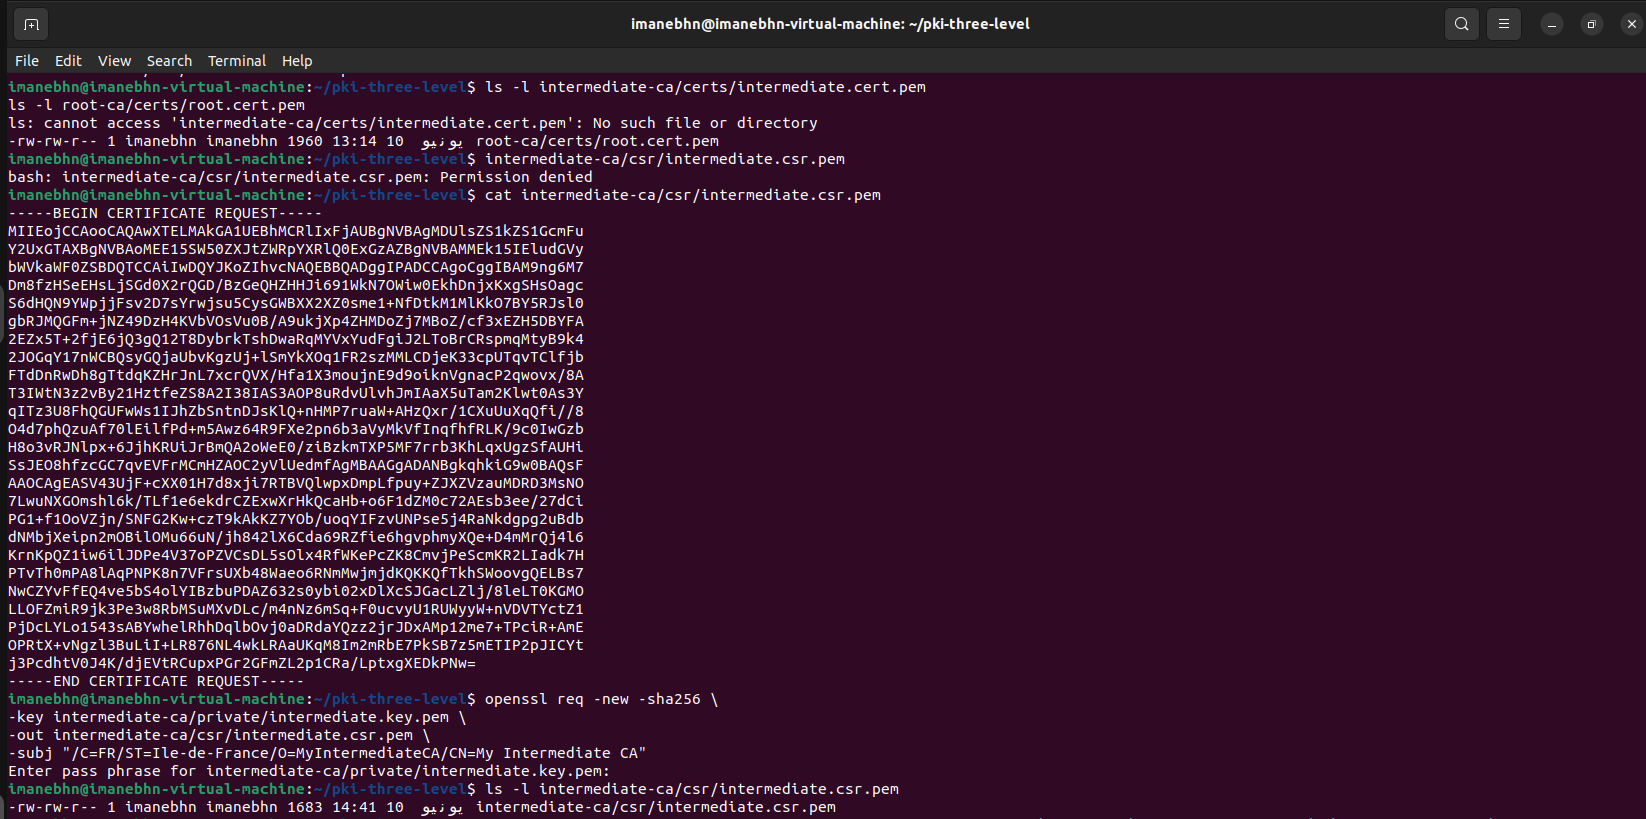 imanebhn@imanebhn-virtual-machine: ~/pki-three-level
File Edit View Search Terminal Help
imanebhn@imanebhn-virtual-machine:~/pki-three-level$ ls -l intermediate-ca/certs/intermediate.cert.pem
ls -l root-ca/certs/root.cert.pem
ls: cannot access 'intermediate-ca/certs/intermediate.cert.pem': No such file or directory
-rw-rw-r-- 1 imanebhn imanebhn 1960 13:14 10 يونيو root-ca/certs/root.cert.pem
imanebhn@imanebhn-virtual-machine:~/pki-three-level$ intermediate-ca/csr/intermediate.csr.pem
bash: intermediate-ca/csr/intermediate.csr.pem: Permission denied
imanebhn@imanebhn-virtual-machine:~/pki-three-level$ cat intermediate-ca/csr/intermediate.csr.pem
-----BEGIN CERTIFICATE REQUEST-----
MIIEojCCAooCAQAwXTELMAkGA1UEBhMCRlIxFjAUBgNVBAgMDUlsZS1kZS1GcmFu
Y2UxGTAXBgNVBAoMEE15SW50ZXJtZWRpYXRlQ0ExGzAZBgNVBAMMEk15IEludGVy
bWVkaWF0ZSBDQTCCAiIwDQYJKoZIhvcNAQEBBQADggIPADCCAgoCggIBAM9ng6M7
Dm8fzHSeEHsLjSGd0X2rQGD/BzGeQHZHHJi691WkN7OWiw0EkhDnjxKxgSHsOagc
S6dHQN9YWpjjFsv2D7sYrwjsu5CysGWBXX2XZ0sme1+NfDtkM1MlKkO7BY5RJsl0
gbRJMQGFm+jNZ49DzH4KVbVOsVu0B/A9ukjXp4ZHMDoZj7MBoZ/cf3xEZH5DBYFA
2EZx5T+2fjE6jQ3gQ12T8DybrkTshDwaRqMYVxYudFgiJ2LToBrCRspmqMtyB9k4
2JOGqY17nWCBQsyGQjaUbvKgzUj+lSmYkXOq1FR2szMMLCDjeK33cpUTqvTClfjb
FTdDnRwDh8gTtdqKZHrJnL7xcrQVX/Hfa1X3moujnE9d9oiknVgnacP2qwovx/8A
T3IWtN3z2vBy21HztfeZS8A2I38IAS3AOP8uRdvUlvhJmIAaX5uTam2Klwt0As3Y
qITz3U8FhQGUFwWs1IJhZbSntnDJsKlQ+nHMP7ruaW+AHzQxr/1CXuUuXqQfi//8
O4d7phQzuAf70lEilfPd+m5Awz64R9FXe2pn6b3aVyMkVfInqfhfRLK/9c0IwGzb
H8o3vRJNlpx+6JjhKRUiJrBmQA2oWeE0/ziBzkmTXP5MF7rrb3KhLqxUgzSfAUHi
SsJEO8hfzcGC7qvEVFrMCmHZAOC2yVlUedmfAgMBAAGgADANBgkqhkiG9w0BAQsF
AAOCAgEASV43UjF+cXX01H7d8xji7RTBVQlwpxDmpLfpuy+ZJXZVzauMDRD3MsNO
7LwuNXGOmshl6k/TLf1e6ekdrCZExwXrHkQcaHb+o6F1dZM0c72AEsb3ee/27dCi
PG1+f1OoVZjn/SNFG2Kw+czT9kAkKZ7YOb/uoqYIFzvUNPse5j4RaNkdgpg2uBdb
dNMbjXeipn2mOBilOMu66uN/jh842lX6Cda69RZfie6hgvphmyXQe+D4mMrQj4l6
KrnKpQZ1iw6ilJDPe4V37oPZVCsDL5sOlx4RfWKePcZK8CmvjPeScmKR2LIadk7H
PTvTh0mPA8lAqPNPK8n7VFrsUXb48Waeo6RNmMwjmjdKQKKQfTkhSWoovgQELBs7
NwCZYvFfEQ4ve5bS4olYIBzbuPDAZ632s0ybi02xDlXcSJGacLZlj/8leLT0KGMO
LLOFZmiR9jk3Pe3w8RbMSuMXvDLc/m4nNz6mSq+F0ucvyU1RUWyyW+nVDVTYctZ1
PjDcLYLo1543sABYwhelRhhDqlbOvj0aDRdaYQzz2jrJDxAMp12me7+TPciR+AmE
OPRtX+vNgzl3BuLiI+LR876NL4wkLRAaUKqM8Im2mRbE7PkSB7z5mETIP2pJICYt
j3PcdhtV0J4K/djEVtRCupxPGr2GFmZL2p1CRa/LptxgXEDkPNw=
-----END CERTIFICATE REQUEST-----
imanebhn@imanebhn-virtual-machine:~/pki-three-level$ openssl req -new -sha256 \
-key intermediate-ca/private/intermediate.key.pem \
-out intermediate-ca/csr/intermediate.csr.pem \
-subj "/C=FR/ST=Ile-de-France/O=MyIntermediateCA/CN=My Intermediate CA"
Enter pass phrase for intermediate-ca/private/intermediate.key.pem:
imanebhn@imanebhn-virtual-machine:~/pki-three-level$ ls -l intermediate-ca/csr/intermediate.csr.pem
-rw-rw-r-- 1 imanebhn imanebhn 1683 14:41 10 يونيو intermediate-ca/csr/intermediate.csr.pem